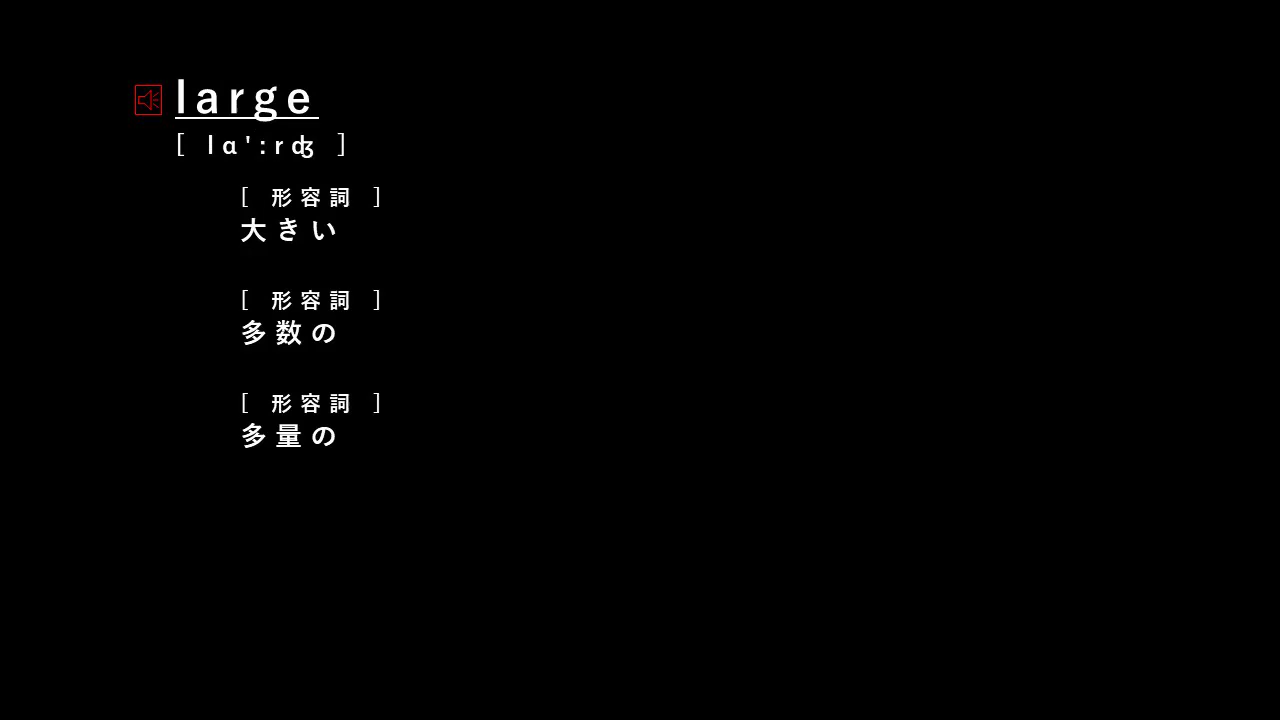 large
[ lɑ':rʤ ]
[ 形容詞 ]
大きい
[ 形容詞 ]
多数の
[ 形容詞 ]
多量の